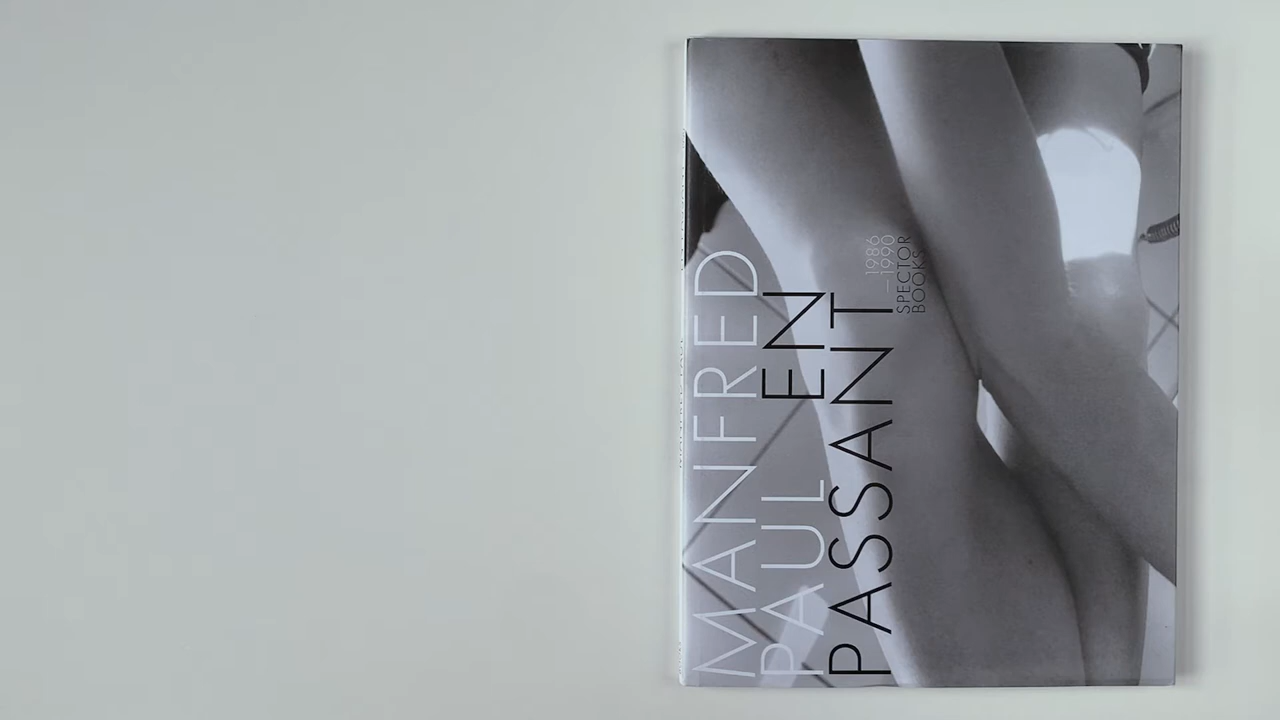 MANFRED
PAUL EN
PASSANT
1986
—1990
SPECTOR
BOOKS